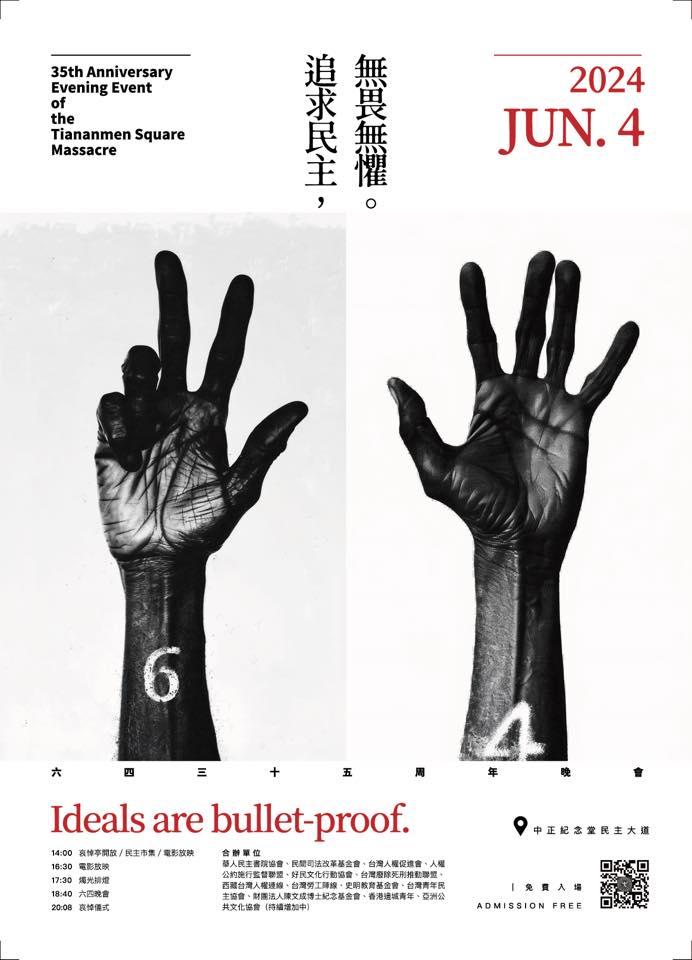 35th Anniversary
Evening Event
of
the
Tiananmen Square
Massacre
追求民主，
無畏無懼。
2024
JUN. 4
6
4
六四三十五周年晚會
Ideals are bullet-proof.
14:00 哀悼亭開放 / 民主市集 / 電影放映
16:30 電影放映
17:30 燭光排燈
18:40 六四晚會
20:08 哀悼儀式
合辦單位
華人民主書院協會、民間司法改革基金會、台灣人權促進會、人權
公約施行監督聯盟、好民文化行動協會、台灣廢除死刑推動聯盟、
西藏台灣人權連線、台灣勞工陣線、史明教育基金會、台灣青年民
主協會、財團法人陳文成博士紀念基金會、香港邊城青年、亞洲公
共文化協會（持續增加中）
中正紀念堂民主大道
| 免費入場
ADMISSION FREE